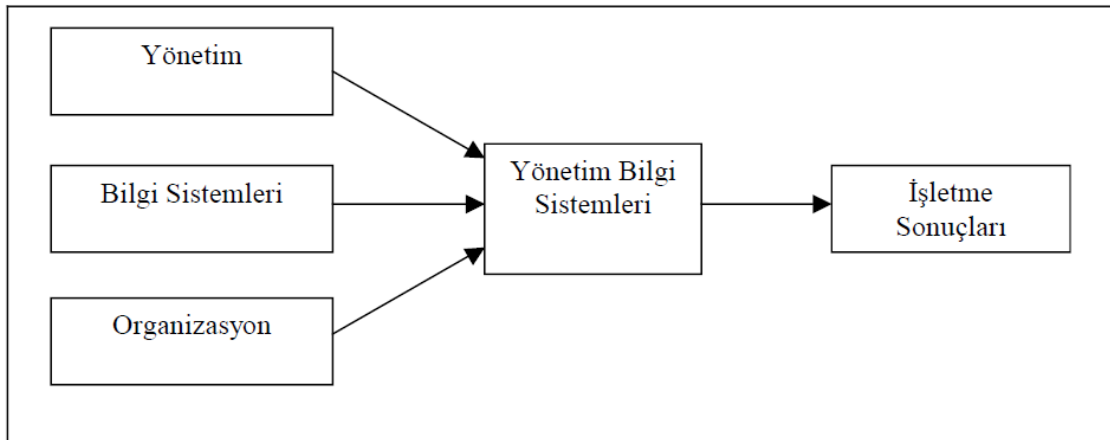 Yönetim
Bilgi Sistemleri
Organizasyon
Yönetim Bilgi
Sistemleri
İşletme
Sonuçları